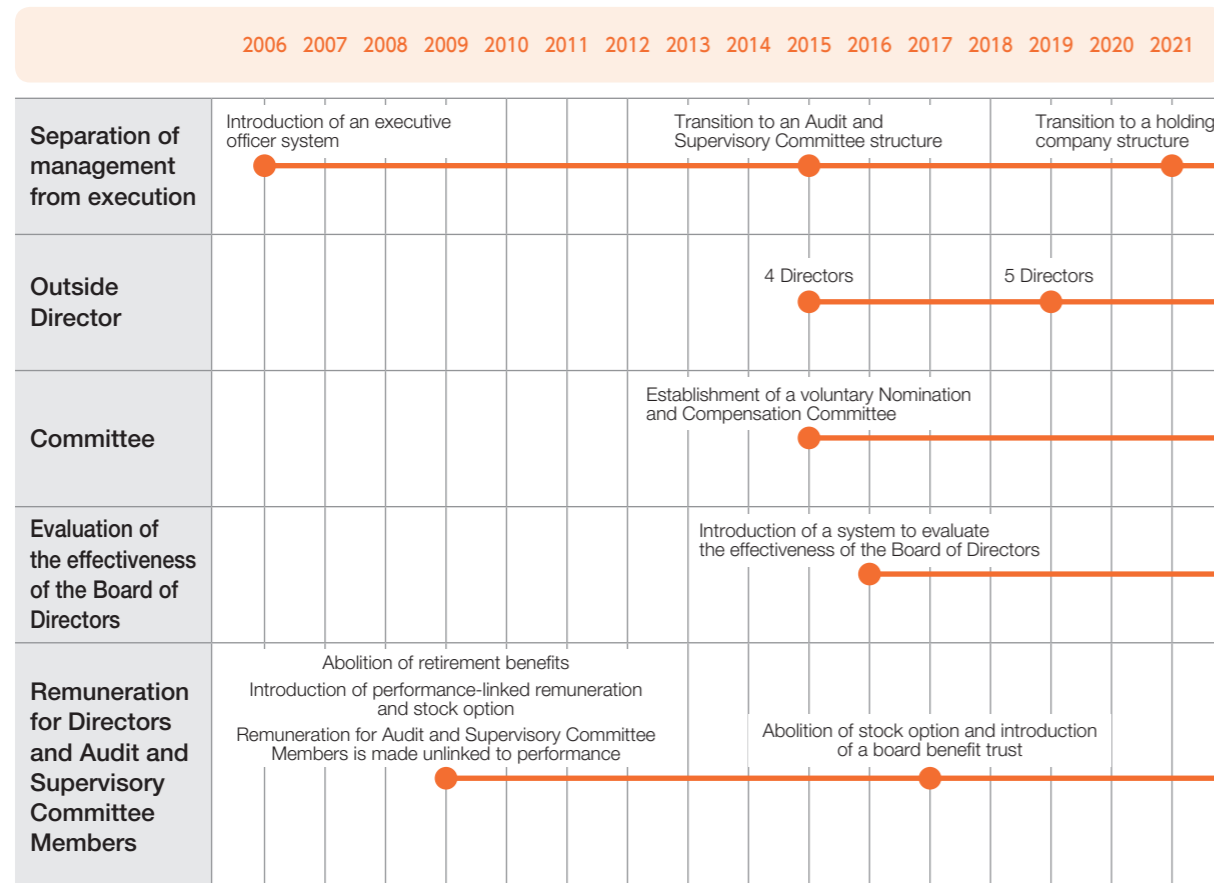 2006 2007 2008 2009 2010 2011 2012 2013 2014 2015 2016 2017 2018 2019 2020 2021
Separation of
management
from execution
Introduction of an executive
officer system
Transition to an Audit and
Supervisory Committee structure
Transition to a holding
company structure
Outside
Director
4 Directors
5 Directors
Committee
Establishment of a voluntary Nomination
and Compensation Committee
Evaluation of
the effectiveness
of the Board of
Directors
Introduction of a system to evaluate
the effectiveness of the Board of Directors
Remuneration
for Directors
and Audit and
Supervisory
Committee
Members
Abolition of retirement benefits
Introduction of performance-linked remuneration
and stock option
Remuneration for Audit and Supervisory Committee
Members is made unlinked to performance
Abolition of stock option and introduction
of a board benefit trust